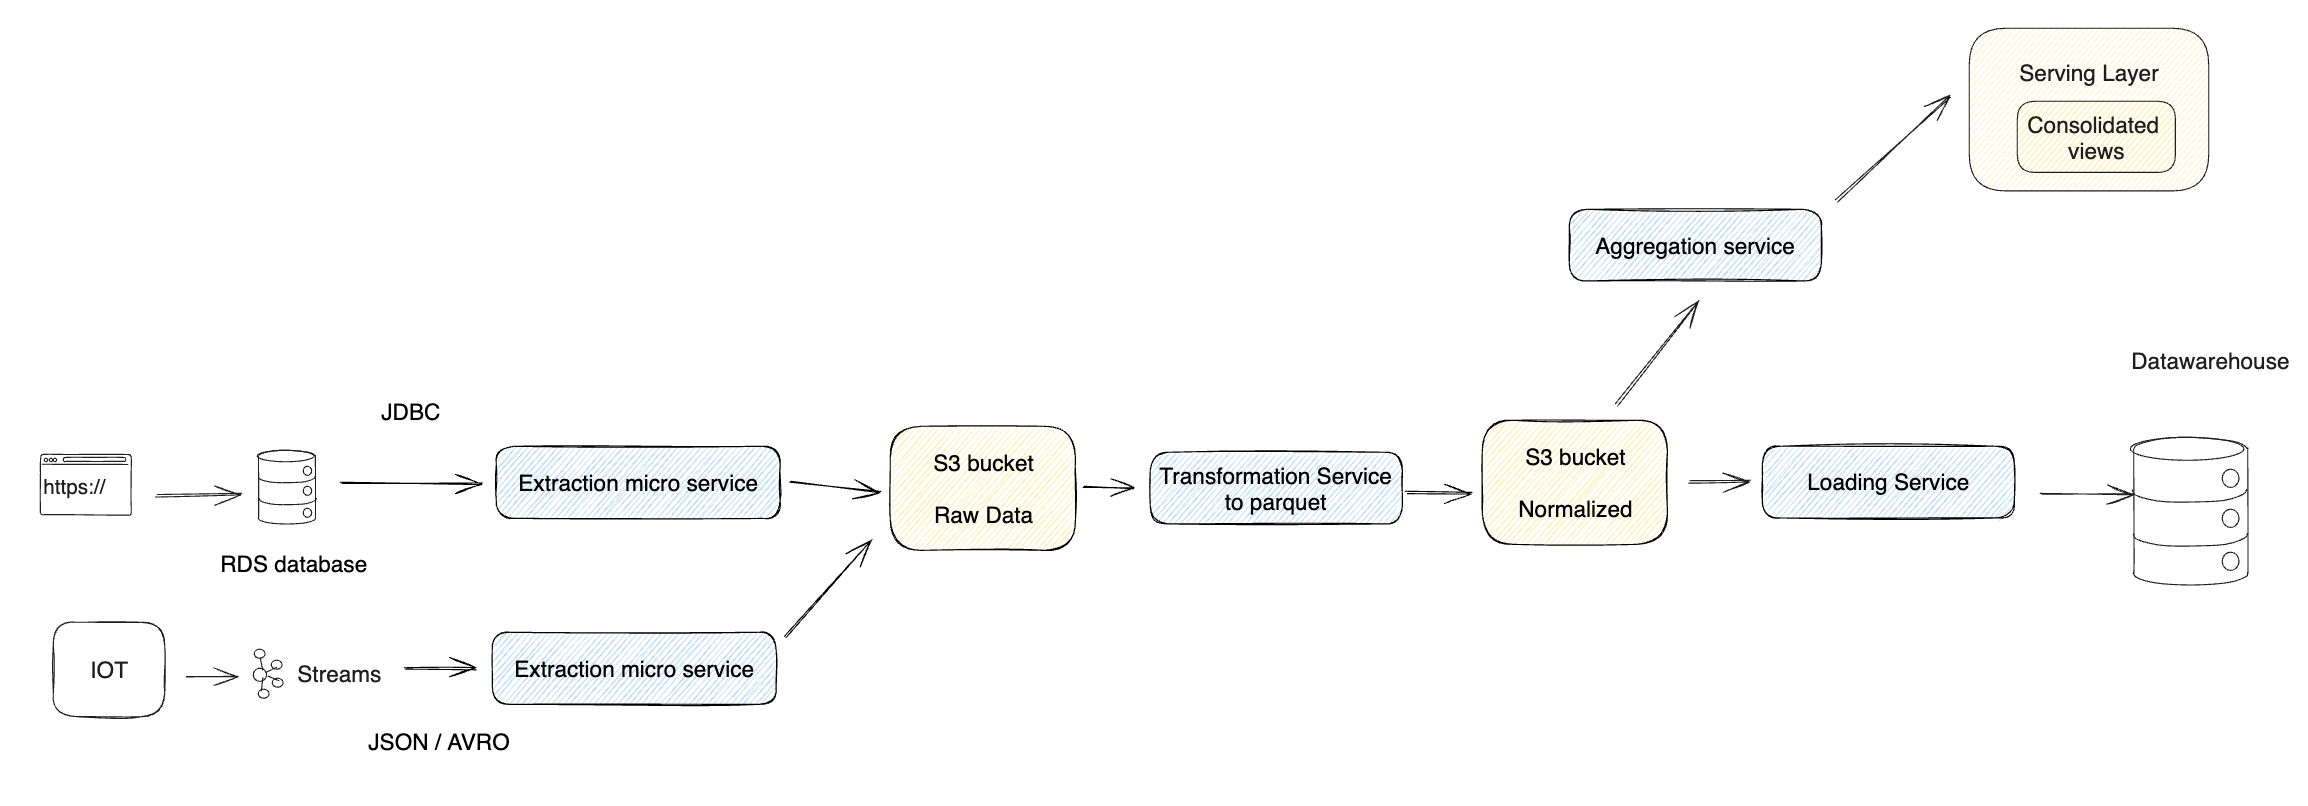 Serving Layer
Consolidated
views
Aggregation service
Datawarehouse
JDBC
https://
RDS database
Extraction micro service
S3 bucket
Raw Data
Transformation Service
to parquet
S3 bucket
Normalized
Loading Service
IOT
Streams
Extraction micro service
JSON / AVRO